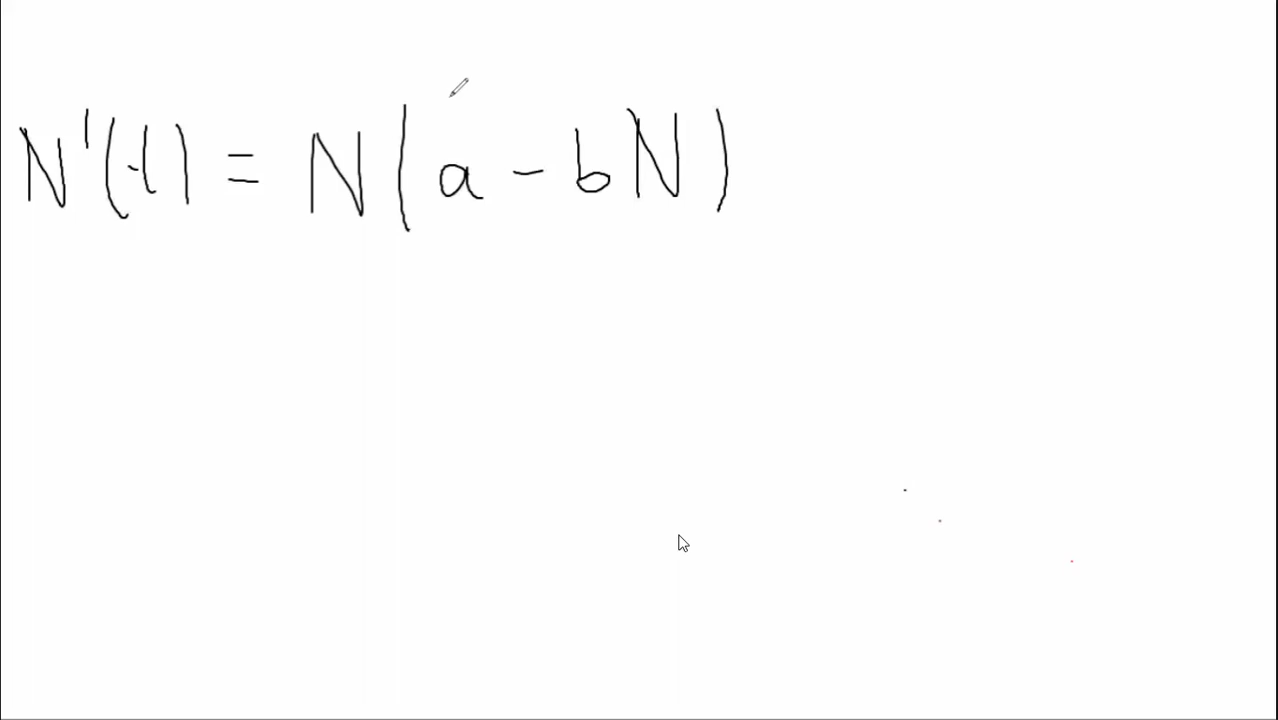 N'(t) = N(a - bN)